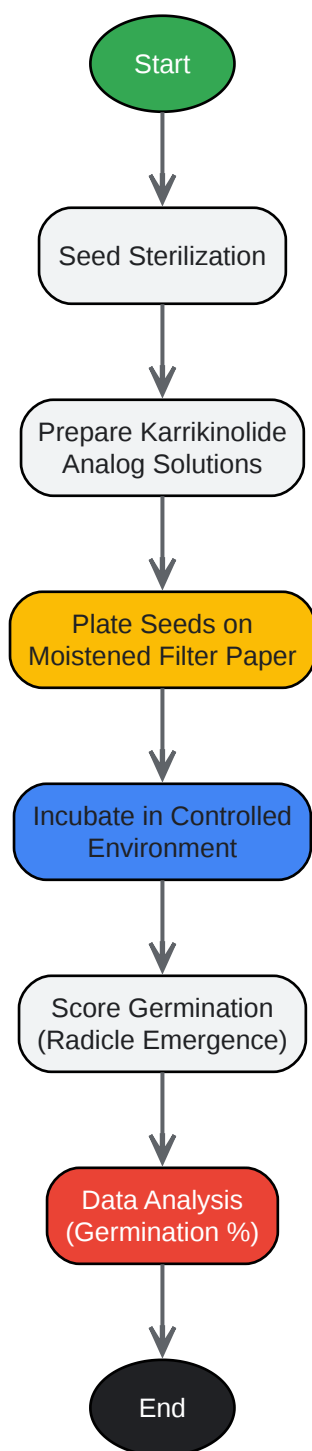 Start
Seed Sterilization
Prepare Karrikinolide
Analog Solutions
Plate Seeds on
Moistened Filter Paper
Incubate in Controlled
Environment
Score Germination
(Radicle Emergence)
Data Analysis
(Germination %)
End